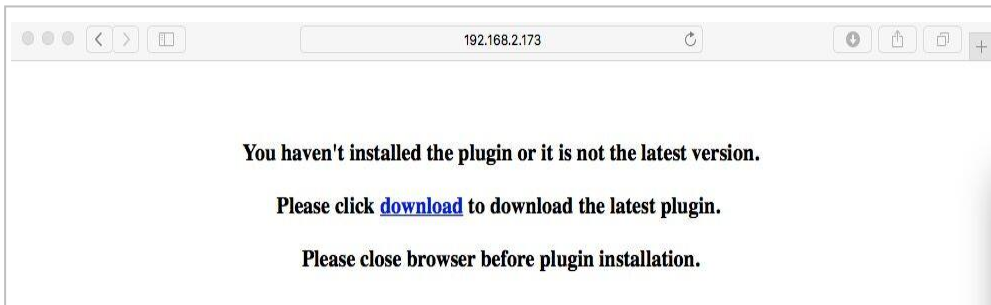 192.168.2.173
You haven't installed the plugin or it is not the latest version.
Please click download to download the latest plugin.
Please close browser before plugin installation.